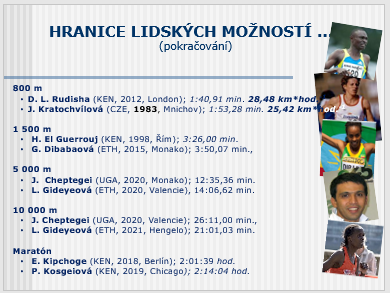 HRANICE LIDSKÝCH MOŽNOSTÍ ...
(pokračování)
800 m
• D. L. Rudisha (KEN, 2012, London); 1:40,91 min. 28,48 km*hod.
• J. Kratochvílová (CZE, 1983, Mnichov); 1:53,28 min. 25,42 km*hod.
1 500 m
• H. El Guerrouj (KEN, 1998, Řím); 3:26,00 min.
• G. Dibabaová (ETH, 2015, Monako); 3:50,07 min.,
5 000 m
• J. Cheptegei (UGA, 2020, Monako); 12:35,36 min.
• L. Gideyeová (ETH, 2020, Valencie), 14:06,62 min.
10 000 m
• J. Cheptegei (UGA, 2020, Valencie); 26:11,00 min.,
• L. Gideyeová (ETH, 2021, Hengelo); 21:01,03 min.
Maratón
• E. Kipchoge (KEN, 2018, Berlín); 2:01:39 hod.
• P. Kosgeiová (KEN, 2019, Chicago); 2:14:04 hod.